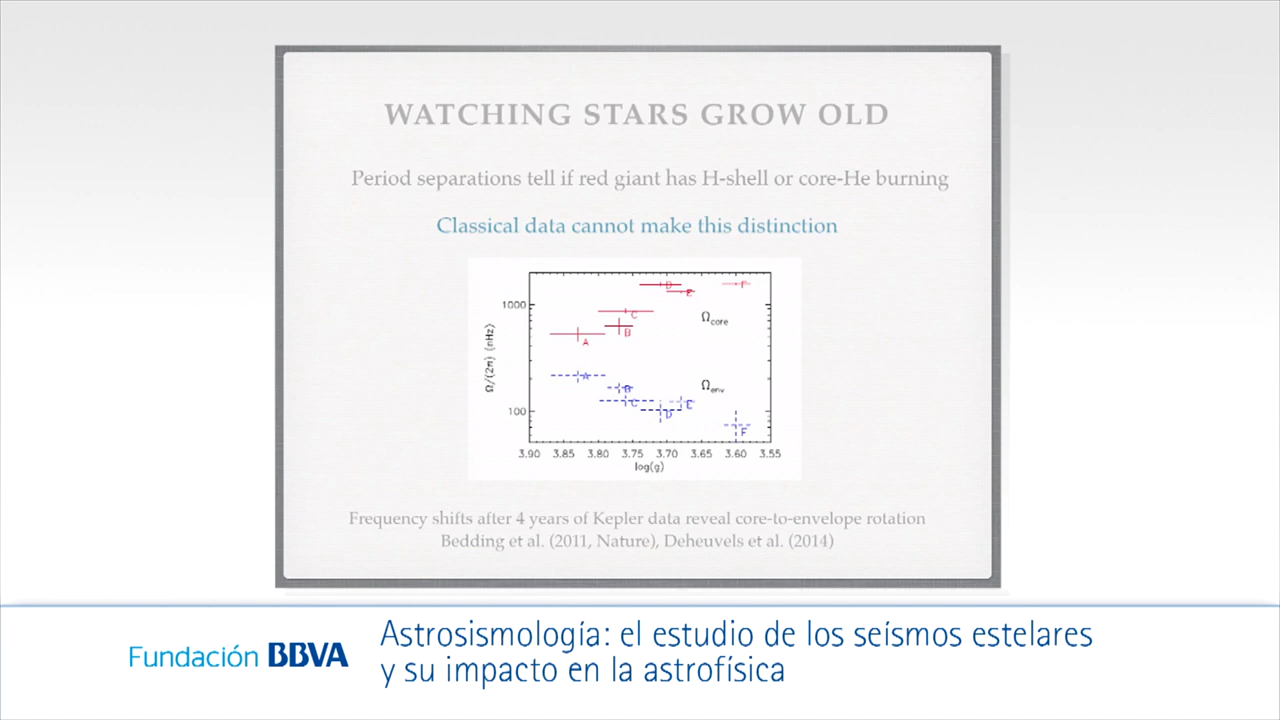 WATCHING STARS GROW OLD
Period separations tell if red giant has H-shell or core-He burning
Classical data cannot make this distinction
Ω/(2π) (nHz)
1000
100
A
B
C
D
E
F
Ωcore
A
B
C
D
E
F
Ωenv
3.90 3.85 3.80 3.75 3.70 3.65 3.60 3.55
log(g)
Frequency shifts after 4 years of Kepler data reveal core-to-envelope rotation
Bedding et al. (2011, Nature), Deheuvels et al. (2014)
Fundación BBVA
Astrosismología: el estudio de los seísmos estelares
y su impacto en la astrofísica